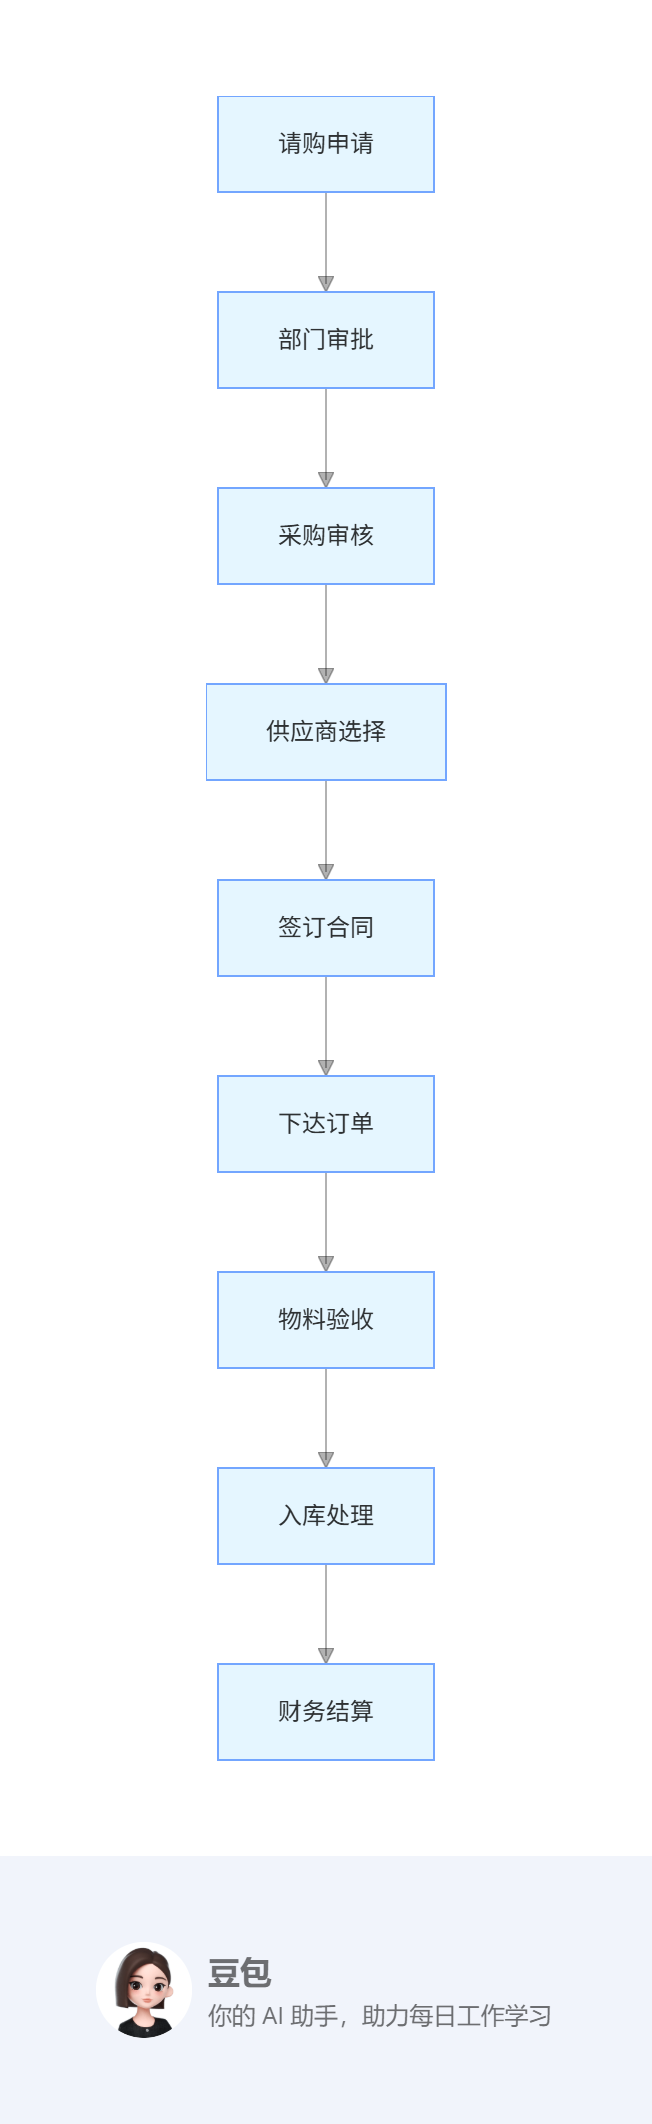 请购申请
部门审批
采购审核
供应商选择
签订合同
下达订单
物料验收
入库处理
财务结算
豆包
你的 AI 助手，助力每日工作学习